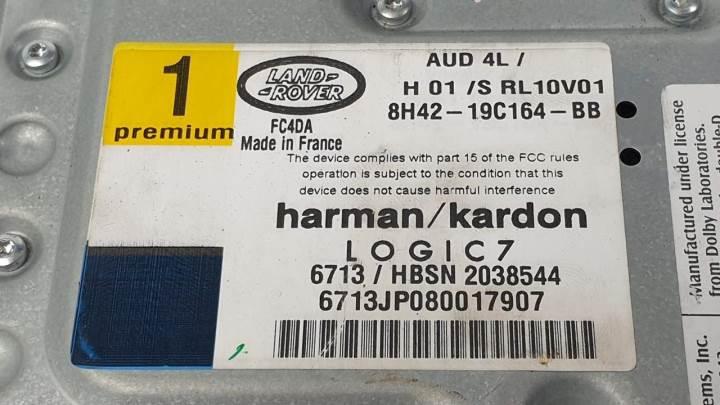 1
premium
LAND-
-ROVER
FC4DA
Made in France
AUD 4L /
H 01 /S RL10V01
8H42-19C164-BB
The device complies with part 15 of the FCC rules
operation is subject to the condition that this
device does not cause harmful interference
harman/kardon
LOGIC7
6713 / HBSN 2038544
6713JP080017907
Manufactured under license
from Dolby Laboratories.
ems, Inc.